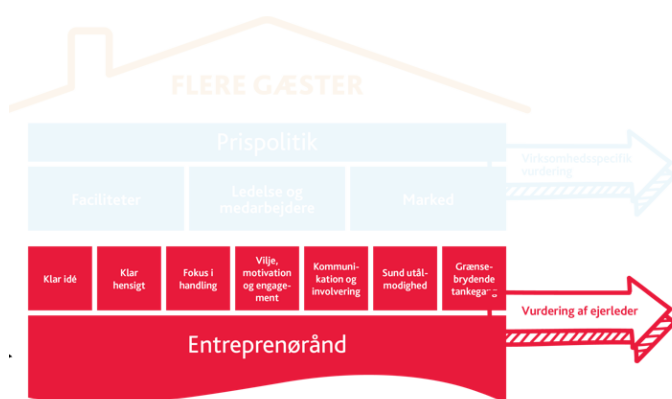 FLERE GÆSTER
Prispolitik
Virksomhedsspecifik
vurdering
Faciliteter
Ledelse og
medarbejdere
Marked
Klar idé
Klar
hensigt
Fokus i
handling
Vilje,
motivation
og engage-
ment
Kommuni-
kation og
involvering
Sund utål-
modighed
Grænse-
brydende
tankegang
Vurdering af ejerleder
Entreprenørånd